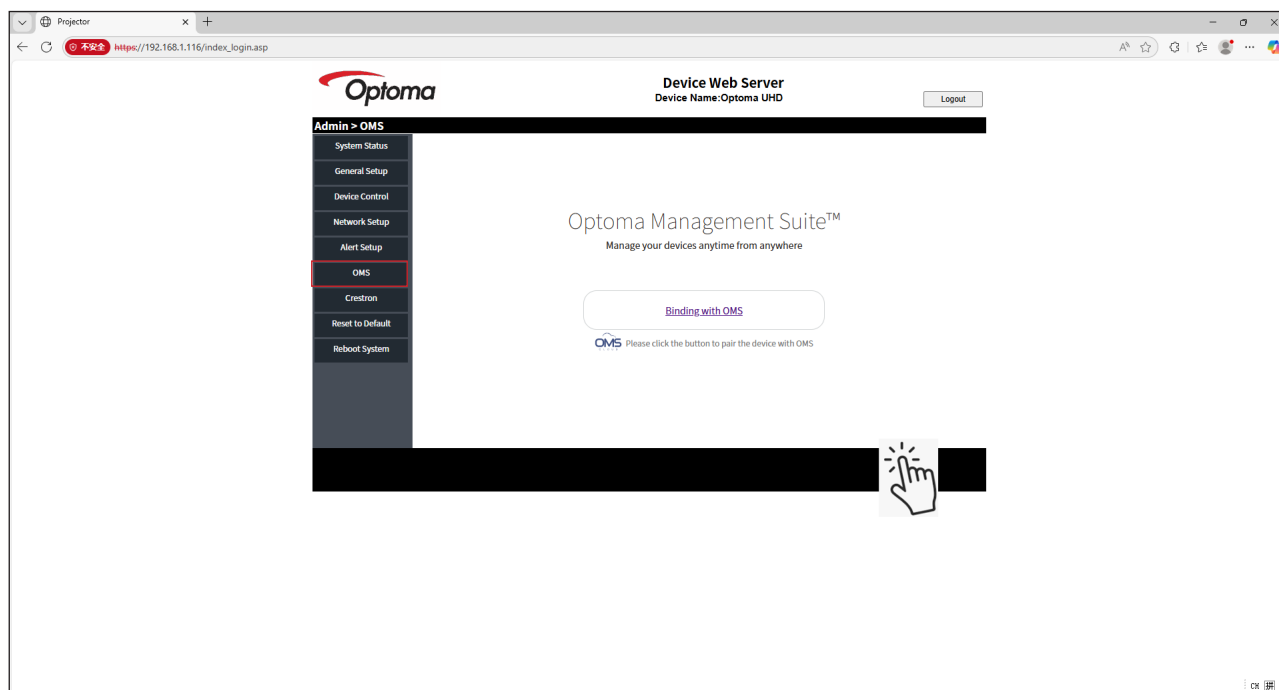 Projector
不安全 https://192.168.1.116/index_login.asp
Optoma
Device Web Server
Device Name:Optoma UHD
Logout
Admin > OMS
System Status
General Setup
Device Control
Network Setup
Alert Setup
OMS
Crestron
Reset to Default
Reboot System
Optoma Management Suite™
Manage your devices anytime from anywhere
Binding with OMS
OMS Please click the button to pair the device with OMS
CH 拼